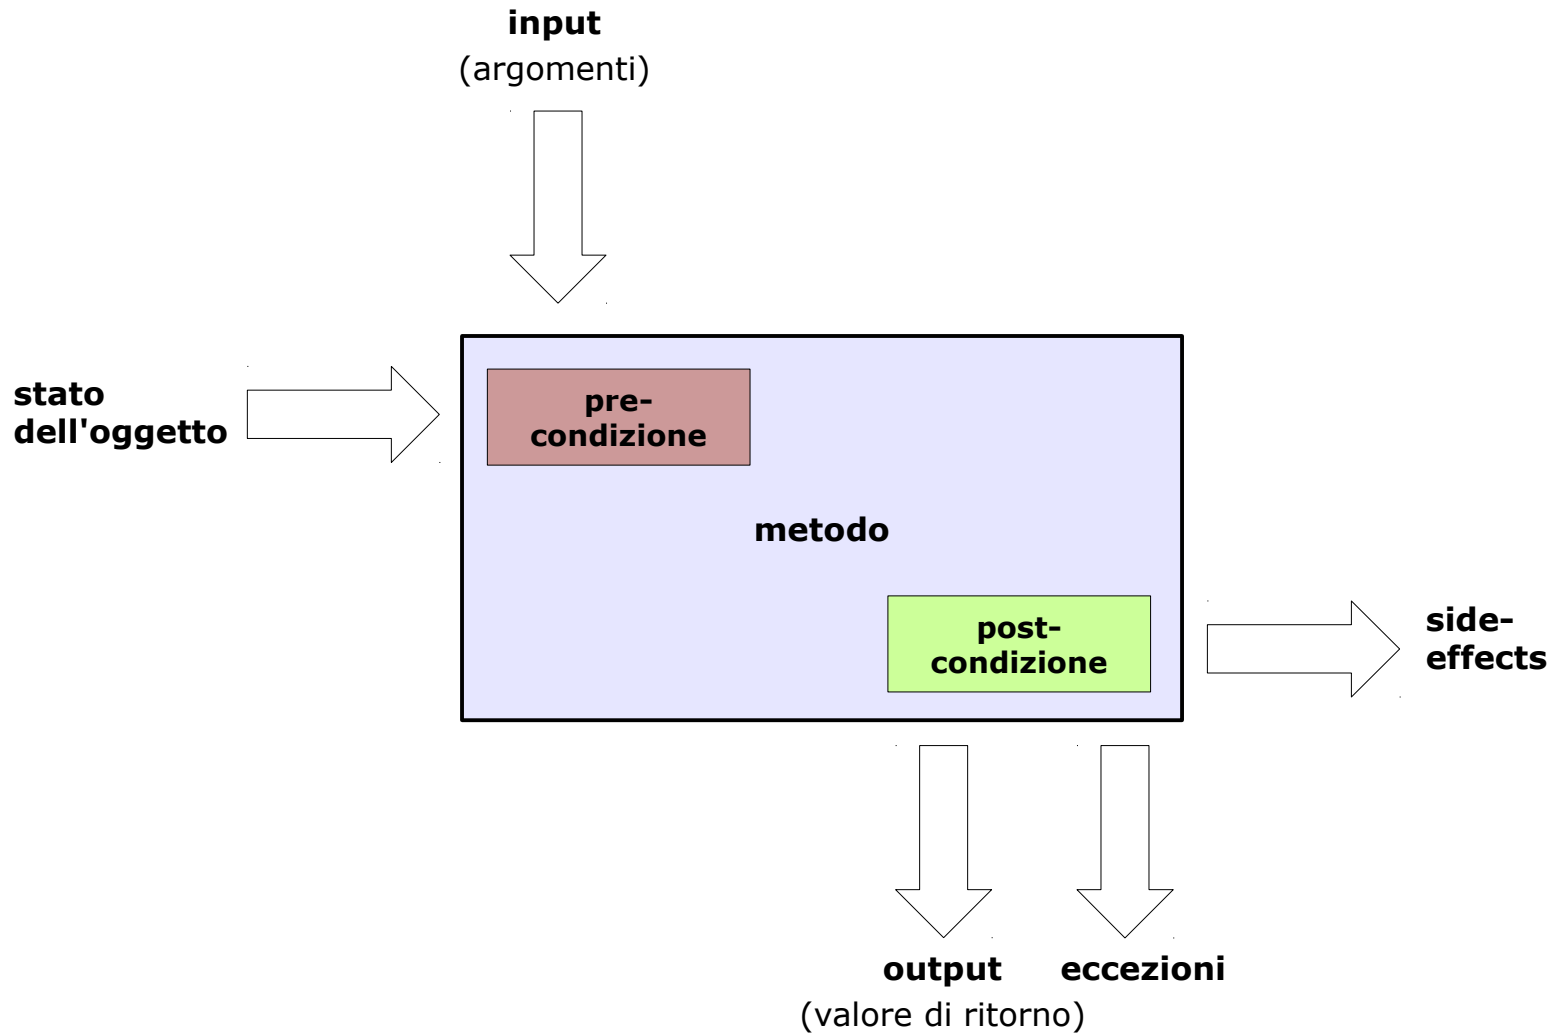 input
(argomenti)
stato
dell'oggetto
pre-
condizione
metodo
post-
condizione
side-
effects
output
(valore di ritorno)
eccezioni